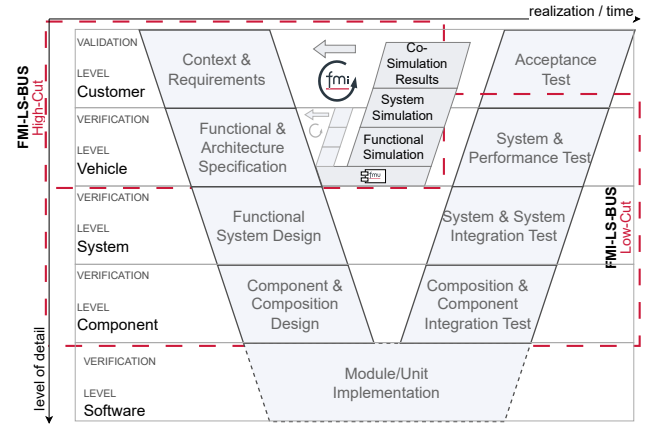 realization / time
FMI-LS-BUS
High-Cut
VALIDATION
LEVEL
Customer
Context &
Requirements
fmi
Co-
Simulation
Results
System
Simulation
Functional
Simulation
fmu
Acceptance
Test
VERIFICATION
LEVEL
Vehicle
Functional &
Architecture
Specification
System &
Performance Test
VERIFICATION
LEVEL
System
Functional
System Design
System & System
Integration Test
FMI-LS-BUS
Low-Cut
VERIFICATION
LEVEL
Component
Component &
Composition
Design
Composition &
Component
Integration Test
level of detail
VERIFICATION
LEVEL
Software
Module/Unit
Implementation